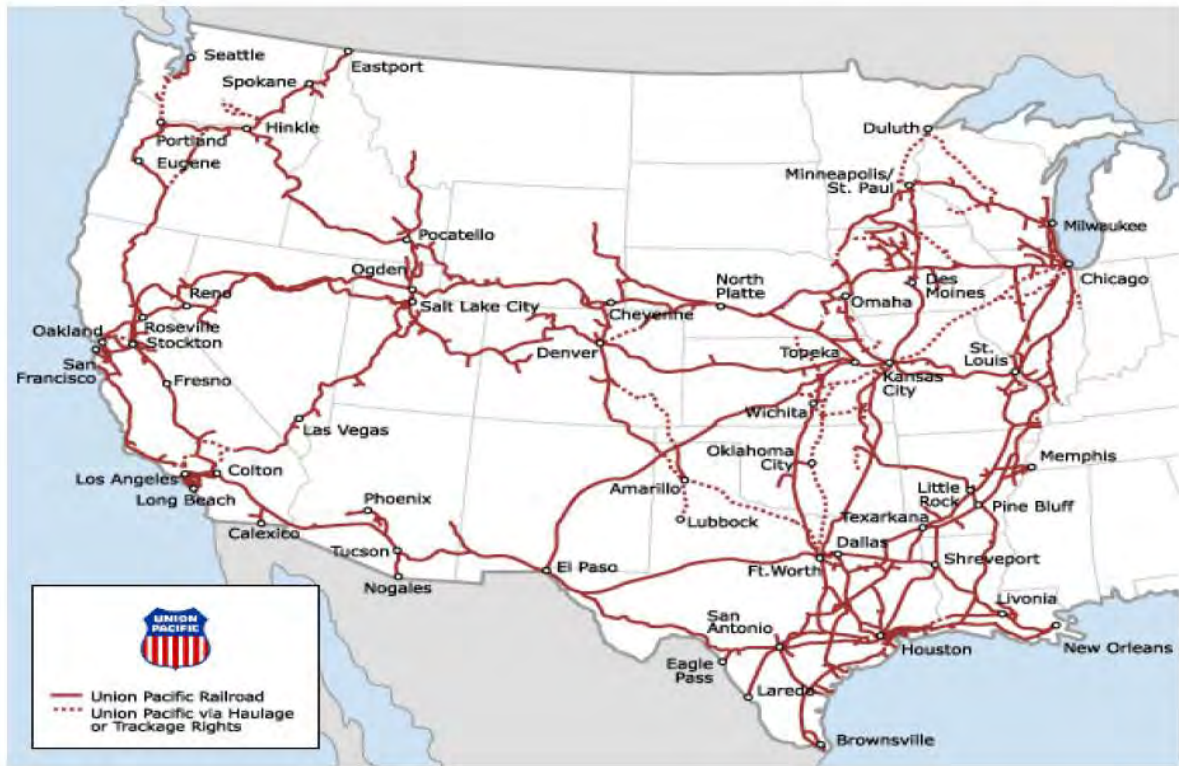 Seattle
Eastport
Spokane
Hinkle
Portland
Eugene
Duluth
Minneapolis/
St. Paul
Milwaukee
Pocatello
Ogden
Chicago
Reno
Salt Lake City
North
Platte
Des
Moines
Omaha
Cheyenne
Roseville
Oakland
Stockton
San
Francisco
Denver
Topeka
St.
Louis
Kansas
City
Fresno
Wichita
Las Vegas
Oklahoma
City
Memphis
Los Angeles
Colton
Long Beach
Amarillo
Little
Rock
Pine Bluff
Phoenix
Lubbock
Texarkana
Calexico
Tucson
Dallas
El Paso
Ft.Worth
Shreveport
Nogales
Livonia
San
Antonio
Houston
New Orleans
Eagle
Pass
Laredo
Brownsville
UNION
PACIFIC
Union Pacific Railroad
Union Pacific via Haulage
or Trackage Rights